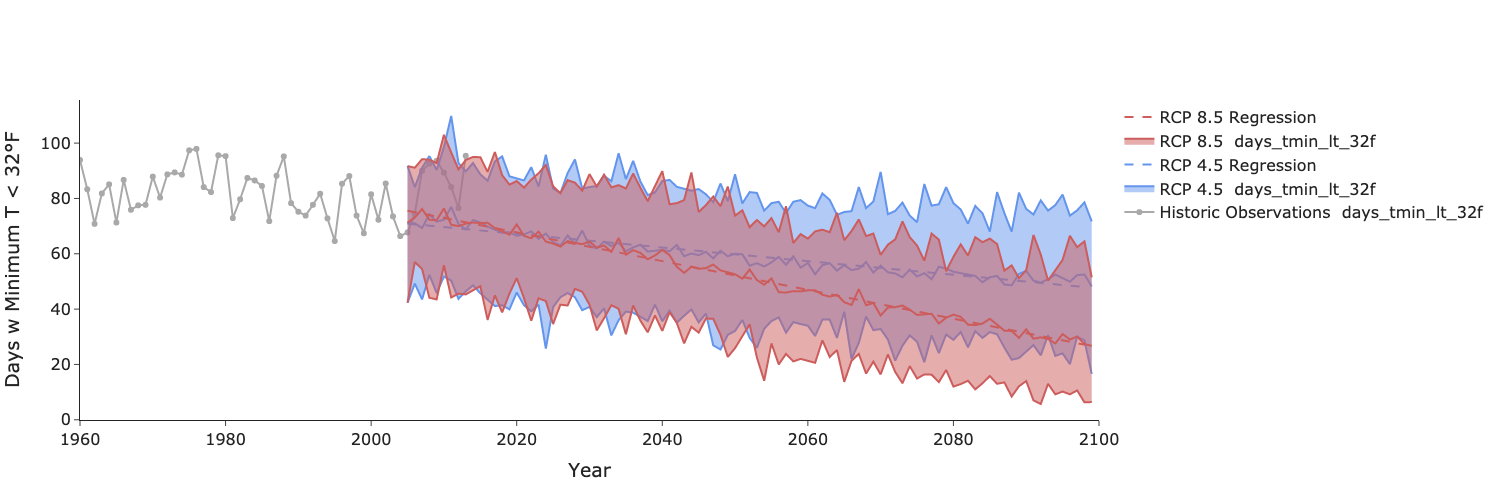 Days w Minimum T < 32°F
100
80
60
40
20
0
1960
1980
2000
2020
2040
2060
2080
2100
Year
RCP 8.5 Regression
RCP 8.5 days_tmin_lt_32f
RCP 4.5 Regression
RCP 4.5 days_tmin_lt_32f
Historic Observations days_tmin_lt_32f